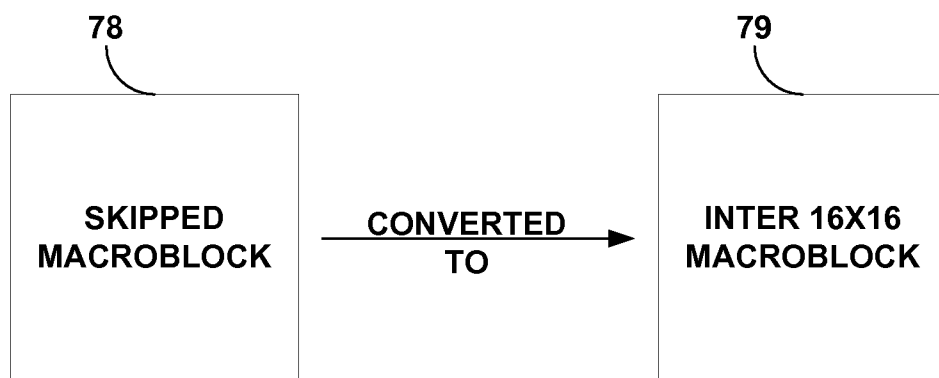 78
79
SKIPPED
MACROBLOCK
CONVERTED
TO
INTER 16X16
MACROBLOCK